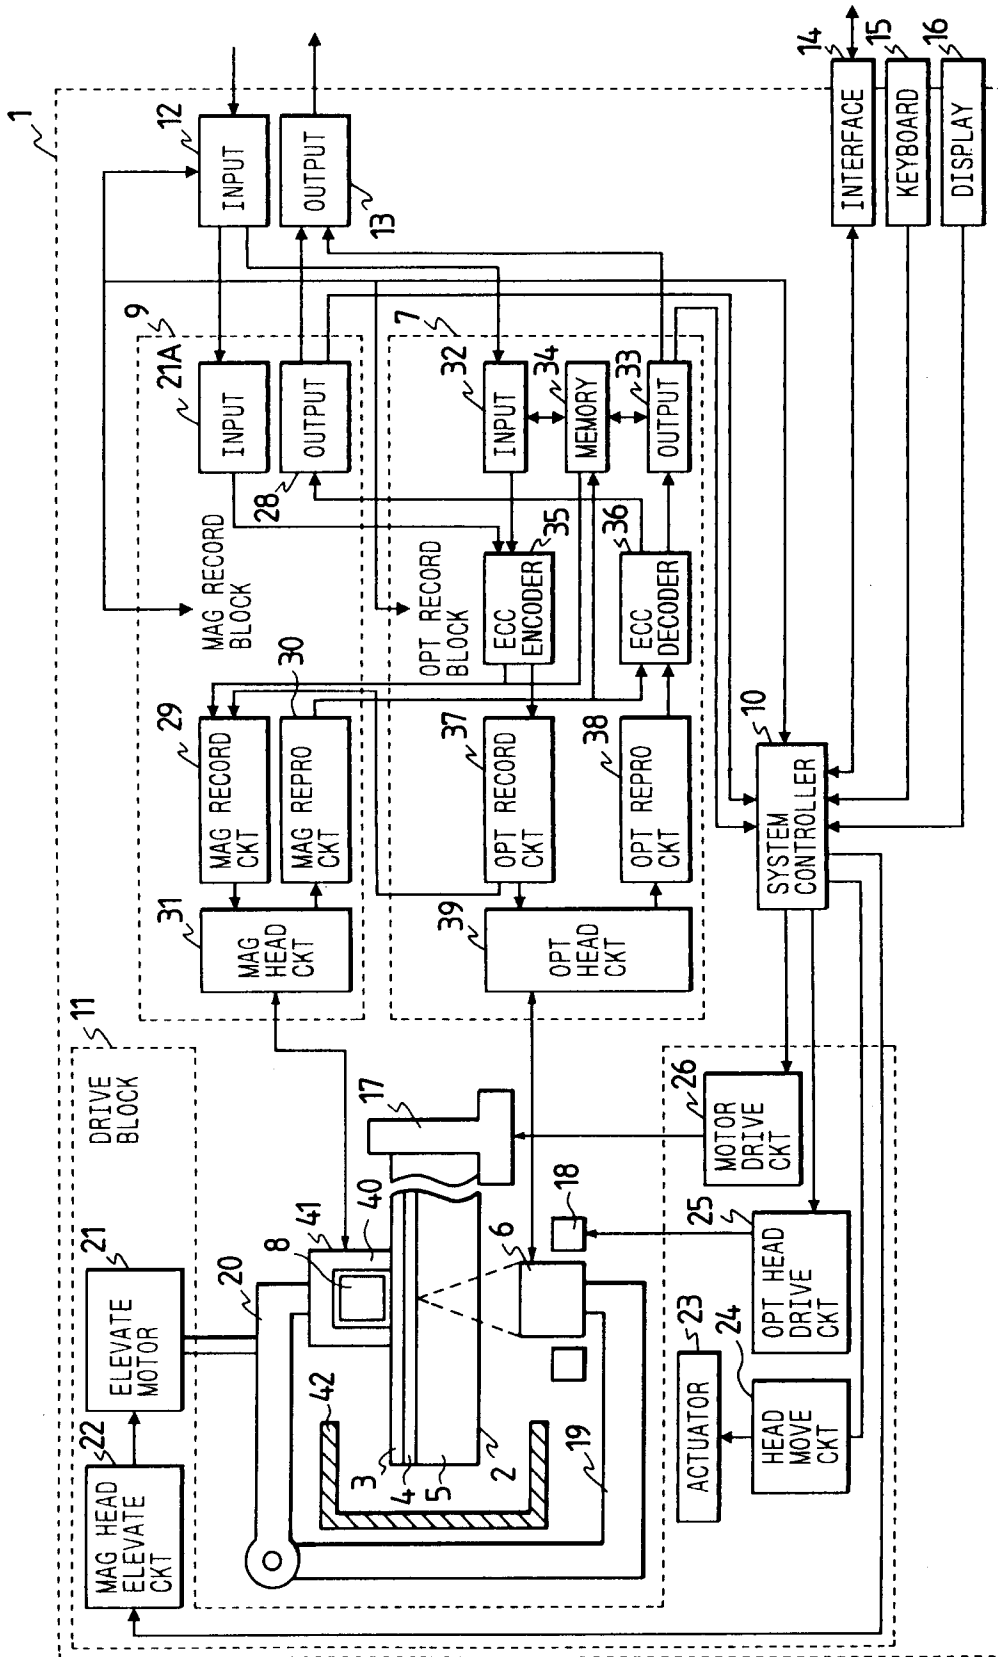 1
11
DRIVE
BLOCK
22
MAG HEAD
ELEVATE
CKT
21
ELEVATE
MOTOR
20
41
8
40
17
42
3
4
5
2
6
18
19
23
ACTUATOR
24
HEAD
MOVE
CKT
25
OPT HEAD
DRIVE
CKT
26
MOTOR
DRIVE
CKT
9
MAG RECORD
BLOCK
31
MAG
HEAD
CKT
29
MAG RECORD
CKT
30
MAG REPRO
CKT
21A
INPUT
28
OUTPUT
12
INPUT
OUTPUT
13
7
OPT RECORD
BLOCK
39
OPT
HEAD
CKT
37
OPT RECORD
CKT
38
OPT REPRO
CKT
35
ECC
ENCODER
36
ECC
DECODER
32
INPUT
34
MEMORY
33
OUTPUT
10
SYSTEM
CONTROLLER
14
INTERFACE
15
KEYBOARD
16
DISPLAY